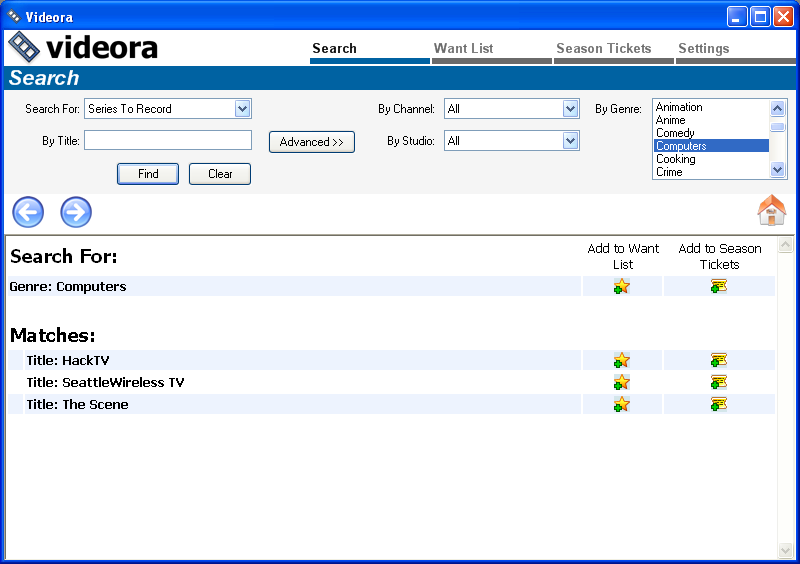 Videora
videora
Search
Want List
Season Tickets
Settings
Search
Search For:
Series To Record
By Channel:
All
By Genre:
Animation
Anime
Comedy
Computers
Cooking
Crime
By Title:
Advanced >>
By Studio:
All
Find
Clear
Search For:
Add to Want
List
Add to Season
Tickets
Genre: Computers
Matches:
Title: HackTV
Title: SeattleWireless TV
Title: The Scene